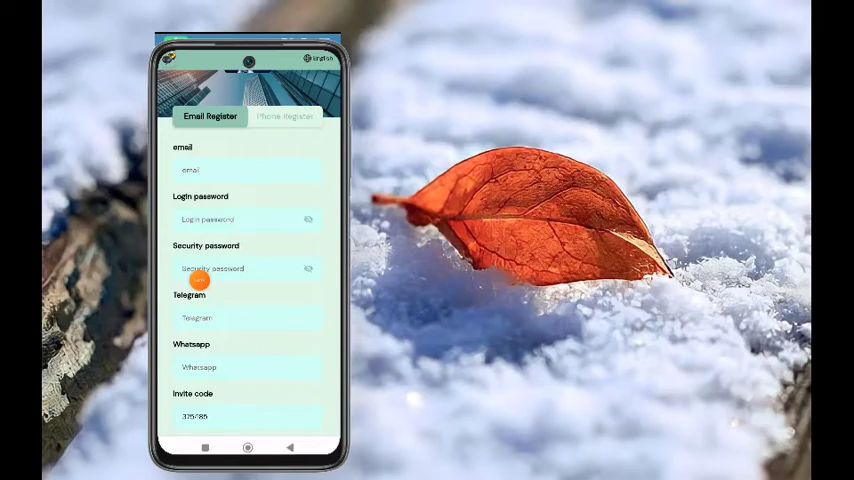 English
Email Register
Phone Register
email
email
Login password
Login password
Security password
Security password
Telegram
Telegram
Whatsapp
Whatsapp
Invite code
375485